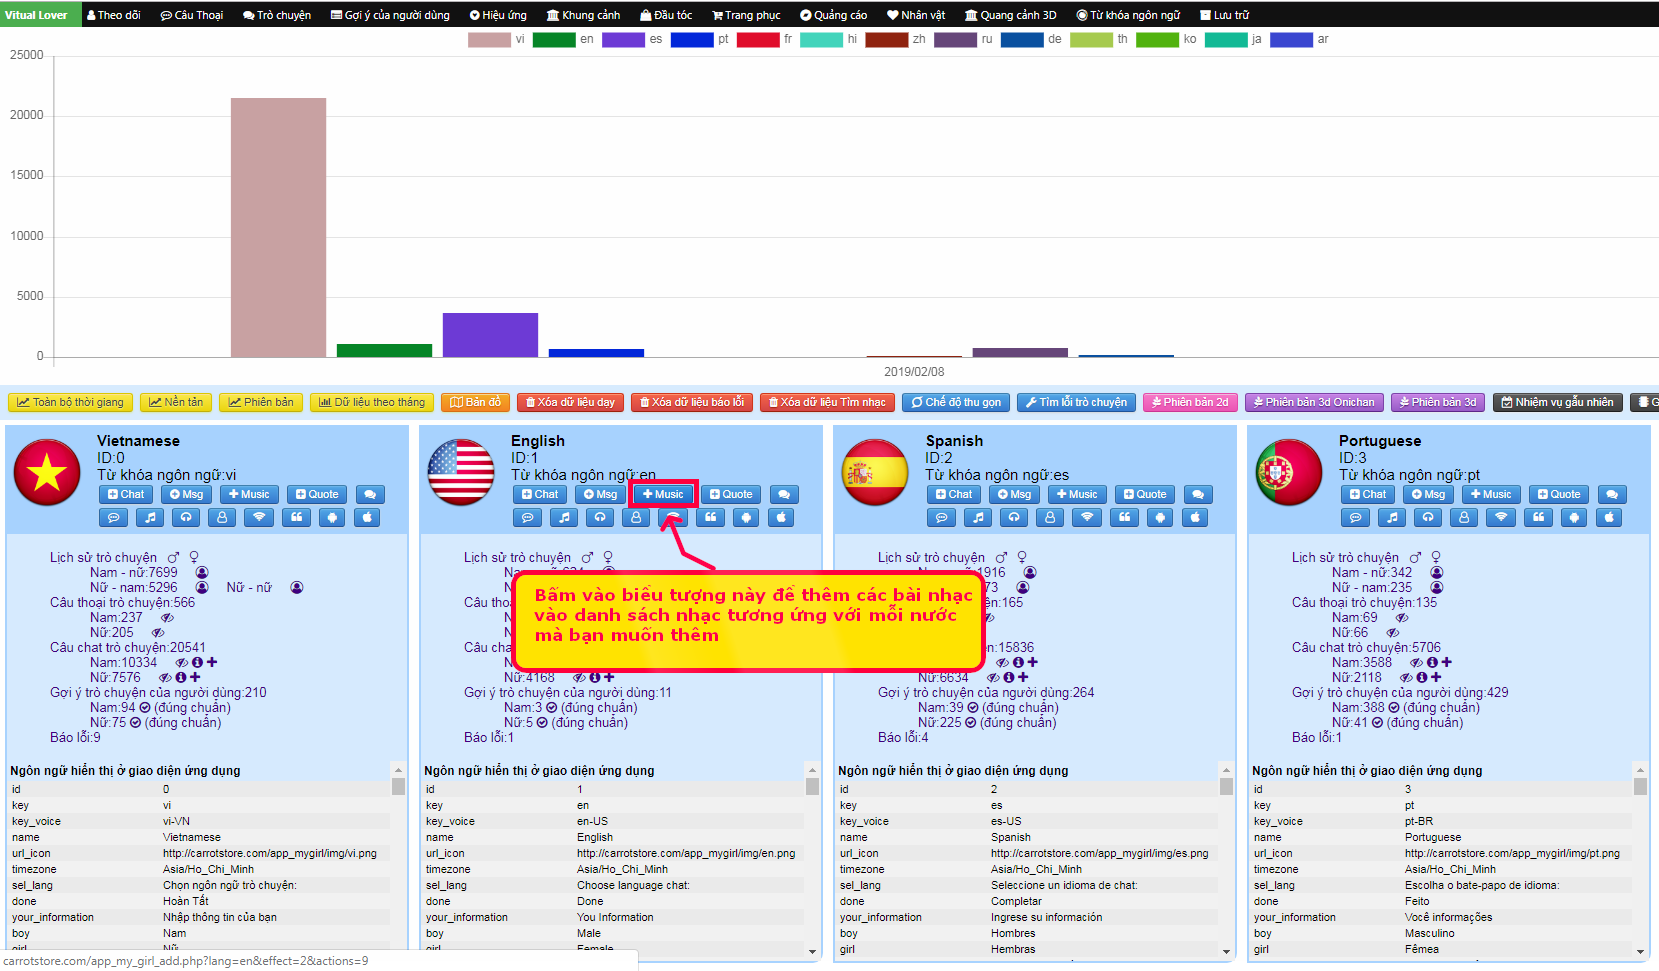 Vitual Lover Theo dõi Câu Thoại Trò chuyện Gợi ý của người dùng Hiệu ứng Khung cảnh Đầu tóc Trang phục Quảng cáo Nhân vật Quang cảnh 3D Từ khóa ngôn ngữ Lưu trữ
vi en es pt fr hi zh ru de th ko ja ar
25000
20000
15000
10000
5000
0
2019/02/08
Toàn bộ thời giang Nền tản Phiên bản Dữ liệu theo tháng Bản đồ Xóa dữ liệu dạy Xóa dữ liệu báo lỗi Xóa dữ liệu Tìm nhạc Chế độ thu gọn Tìm lỗi trò chuyện Phiên bản 2d Phiên bản 3d Onichan Phiên bản 3d Nhiệm vụ gẫu nhiên G
Vietnamese
ID:0
Từ khóa ngôn ngữ:vi
Chat Msg Music Quote
Lịch sử trò chuyện
Nam - nữ:7699
Nữ - nam:5296 Nữ - nữ
Câu thoại trò chuyện:566
Nam:237
Nữ:205
Câu chat trò chuyện:20541
Nam:10334
Nữ:7576
Gợi ý trò chuyện của người dùng:210
Nam:94 (đúng chuẩn)
Nữ:75 (đúng chuẩn)
Báo lỗi:9
Ngôn ngữ hiển thị ở giao diện ứng dụng
id 0
key vi
key_voice vi-VN
name Vietnamese
url_icon http://carrotstore.com/app_mygirl/img/vi.png
timezone Asia/Ho_Chi_Minh
sel_lang Chọn ngôn ngữ trò chuyện:
done Hoàn Tất
your_information Nhập thông tin của bạn
boy Nam
girl Nữ
English
ID:1
Từ khóa ngôn ngữ:en
Chat Msg Music Quote
Lịch sử trò chuyện
Bấm vào biểu tượng này để thêm các bài nhạc
vào danh sách nhạc tương ứng với mỗi nước
mà bạn muốn thêm
Nữ:4168
Gợi ý trò chuyện của người dùng:11
Nam:3 (đúng chuẩn)
Nữ:5 (đúng chuẩn)
Báo lỗi:1
Ngôn ngữ hiển thị ở giao diện ứng dụng
id 1
key en
key_voice en-US
name English
url_icon http://carrotstore.com/app_mygirl/img/en.png
timezone Asia/Ho_Chi_Minh
sel_lang Choose language chat:
done Done
your_information You Information
boy Male
girl Female
Spanish
ID:2
Từ khóa ngôn ngữ:es
Chat Msg Music Quote
Lịch sử trò chuyện
1916
73
165
15836
Nữ:6634
Gợi ý trò chuyện của người dùng:264
Nam:39 (đúng chuẩn)
Nữ:225 (đúng chuẩn)
Báo lỗi:4
Ngôn ngữ hiển thị ở giao diện ứng dụng
id 2
key es
key_voice es-US
name Spanish
url_icon http://carrotstore.com/app_mygirl/img/es.png
timezone Asia/Ho_Chi_Minh
sel_lang Seleccione un idioma de chat:
done Completar
your_information Ingrese su información
boy Hombres
girl Hembras
Portuguese
ID:3
Từ khóa ngôn ngữ:pt
Chat Msg Music Quote
Lịch sử trò chuyện
Nam - nữ:342
Nữ - nam:235
Câu thoại trò chuyện:135
Nam:69
Nữ:66
Câu chat trò chuyện:5706
Nam:3588
Nữ:2118
Gợi ý trò chuyện của người dùng:429
Nam:388 (đúng chuẩn)
Nữ:41 (đúng chuẩn)
Báo lỗi:1
Ngôn ngữ hiển thị ở giao diện ứng dụng
id 3
key pt
key_voice pt-BR
name Portuguese
url_icon http://carrotstore.com/app_mygirl/img/pt.png
timezone Asia/Ho_Chi_Minh
sel_lang Escolha o bate-papo de idioma:
done Feito
your_information Você informações
boy Masculino
girl Fêmea
carrotstore.com/app_my_girl_add.php?lang=en&effect=2&actions=9